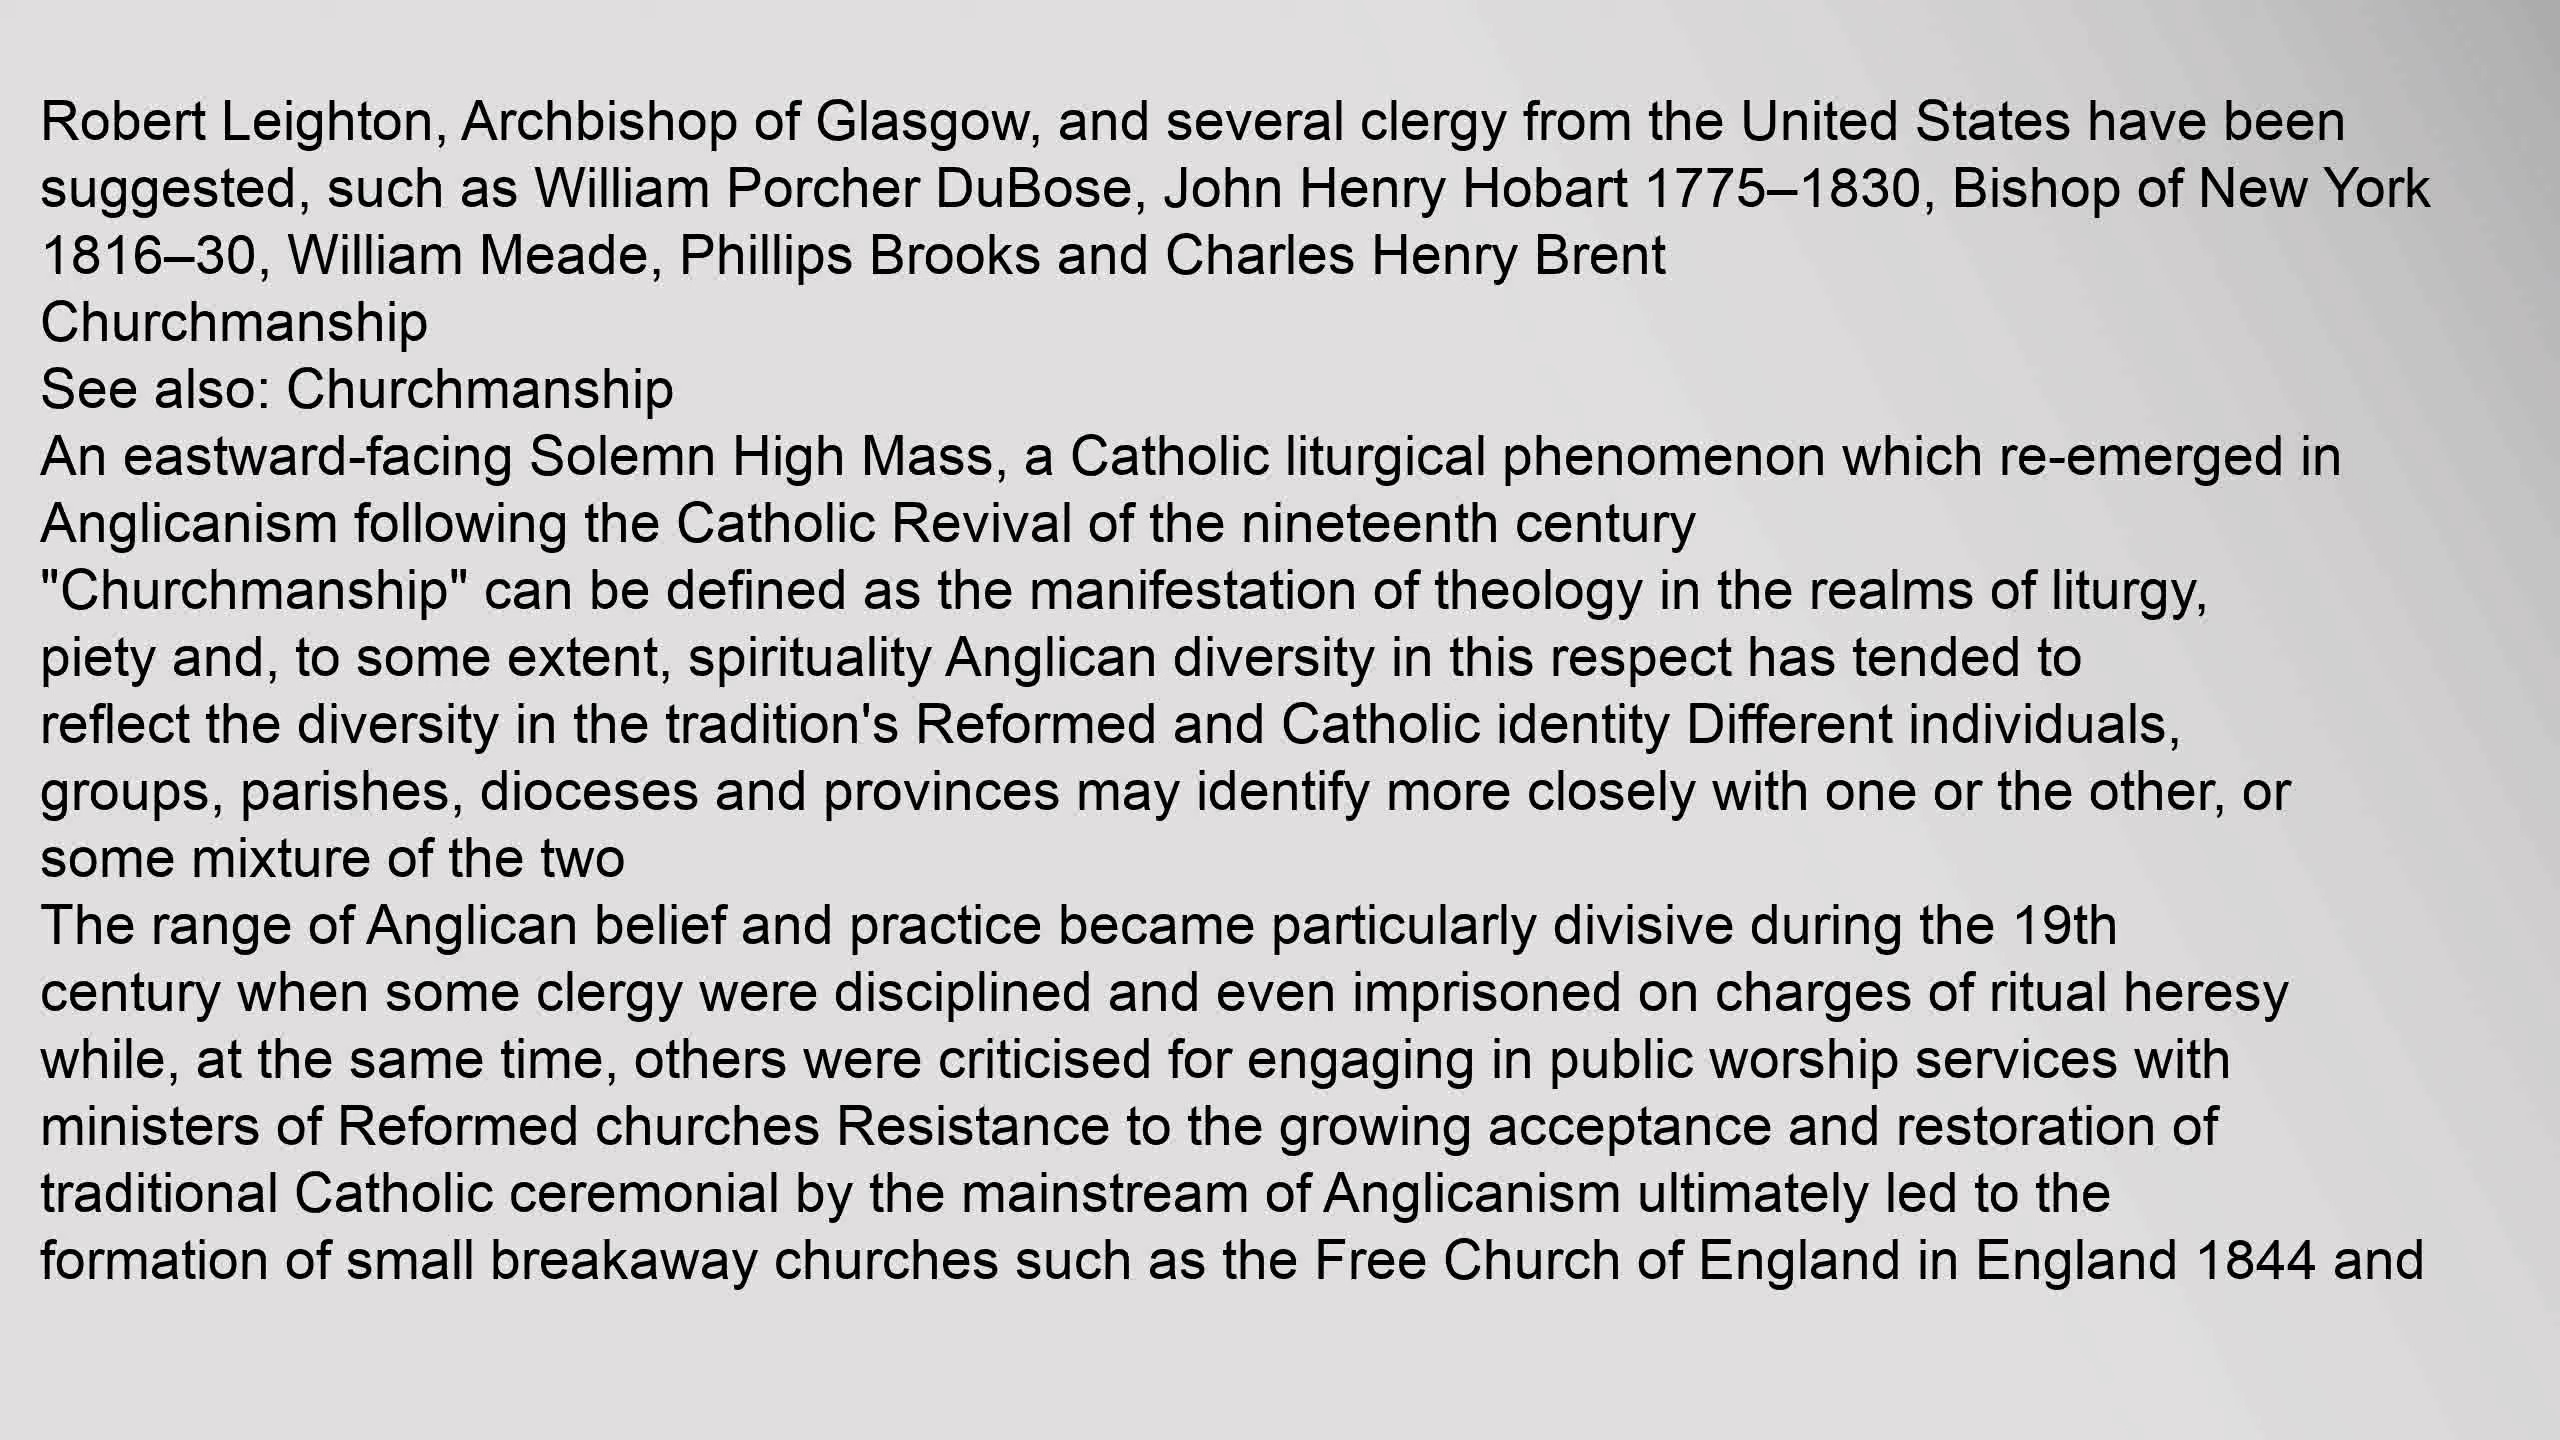 Robert Leighton, Archbishop of Glasgow, and several clergy from the United States have been
suggested, such as William Porcher DuBose, John Henry Hobart 1775–1830, Bishop of New York
1816–30, William Meade, Phillips Brooks and Charles Henry Brent
Churchmanship
See also: Churchmanship
An eastward-facing Solemn High Mass, a Catholic liturgical phenomenon which re-emerged in
Anglicanism following the Catholic Revival of the nineteenth century
"Churchmanship" can be defined as the manifestation of theology in the realms of liturgy,
piety and, to some extent, spirituality Anglican diversity in this respect has tended to
reflect the diversity in the tradition's Reformed and Catholic identity Different individuals,
groups, parishes, dioceses and provinces may identify more closely with one or the other, or
some mixture of the two
The range of Anglican belief and practice became particularly divisive during the 19th
century when some clergy were disciplined and even imprisoned on charges of ritual heresy
while, at the same time, others were criticised for engaging in public worship services with
ministers of Reformed churches Resistance to the growing acceptance and restoration of
traditional Catholic ceremonial by the mainstream of Anglicanism ultimately led to the
formation of small breakaway churches such as the Free Church of England in England 1844 and